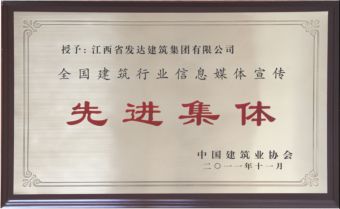 授予：江西省发达建筑集团有限公司
全国建筑行业信息媒体宣传
先进集体
中国建筑业协会
二〇一一年十一月